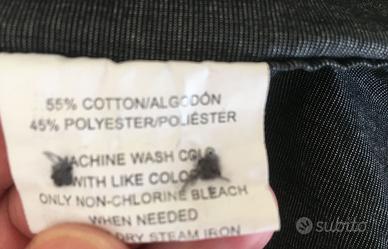 55% COTTON/ALGODÓN
45% POLYESTER/POLIÉSTER
MACHINE WASH COLD
WITH LIKE COLORS
ONLY NON-CHLORINE BLEACH
WHEN NEEDED
DRY STEAM IRON
subito